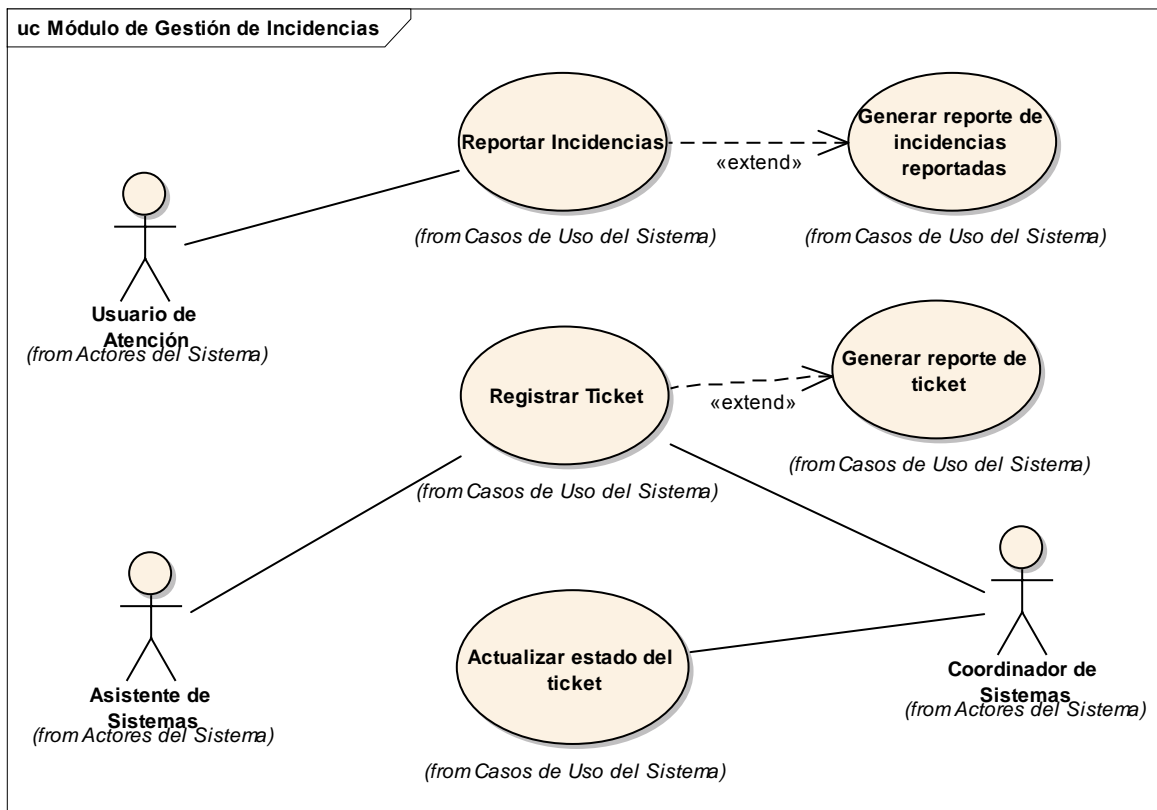 uc Módulo de Gestión de Incidencias
Reportar Incidencias
«extend»
Generar reporte de
incidencias
reportadas
(from Casos de Uso del Sistema)
(from Casos de Uso del Sistema)
Usuario de
Atención
(from Actores del Sistema)
Registrar Ticket
«extend»
Generar reporte de
ticket
(from Casos de Uso del Sistema)
(from Casos de Uso del Sistema)
Asistente de
Sistemas
(from Actores del Sistema)
Actualizar estado del
ticket
(from Casos de Uso del Sistema)
Coordinador de
Sistemas
(from Actores del Sistema)